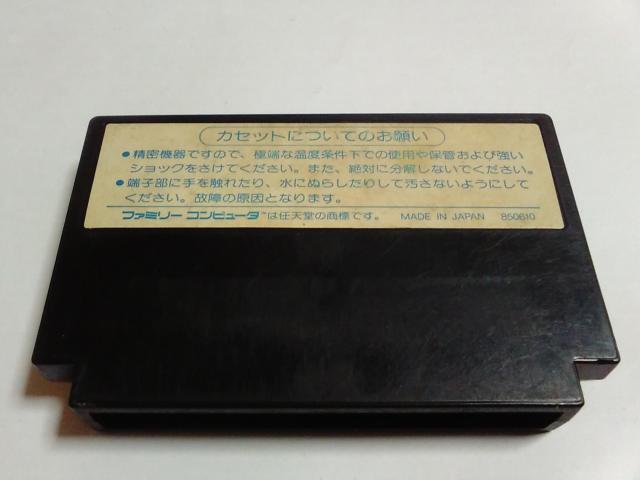 カセットについてのお願い
●精密機器ですので、極端な温度条件下での使用や保管および強い
ショックをさけてください。また、絶対に分解しないでください。
●端子部に手を触れたり、水にぬらしたりして汚さないようにして
ください。故障の原因となります。
ファミリー コンピュータ™は任天堂の商標です。 MADE IN JAPAN 850610